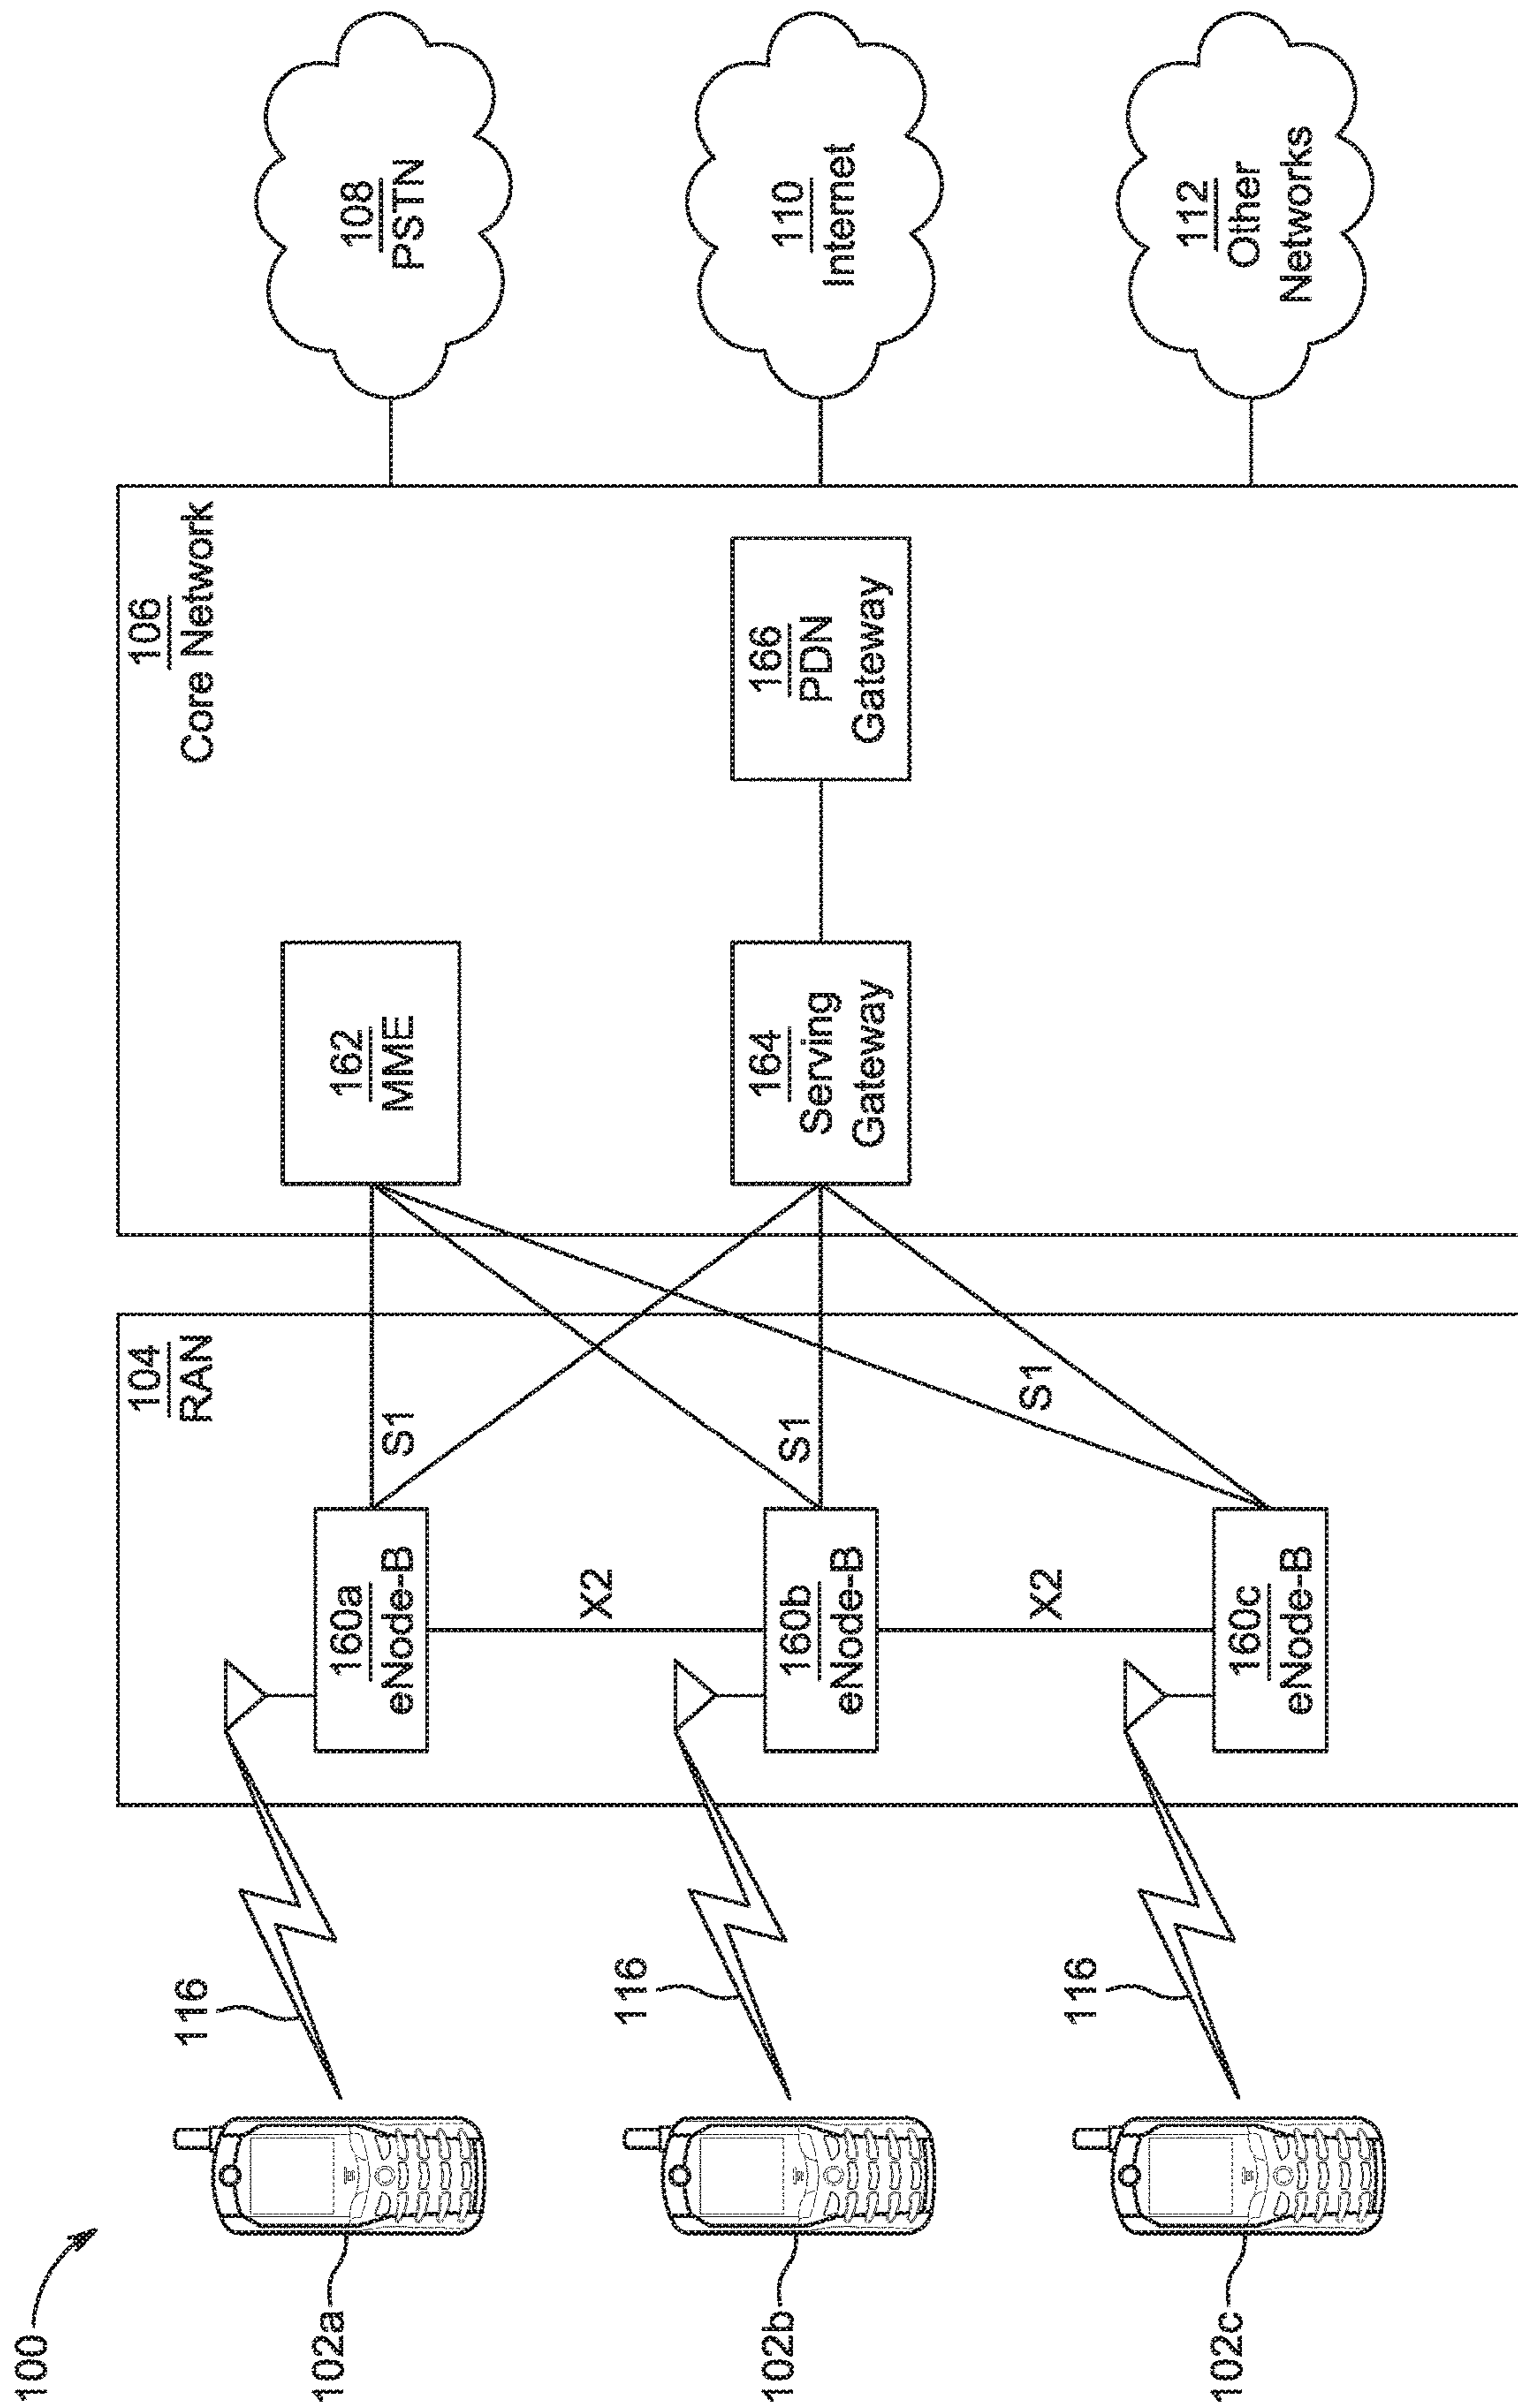 100
102a
116
102b
116
102c
116
104
RAN
160a
eNode-B
S1
X2
160b
eNode-B
S1
X2
160c
eNode-B
S1
106
Core Network
162
MME
164
Serving
Gateway
166
PDN
Gateway
108
PSTN
110
Internet
112
Other
Networks